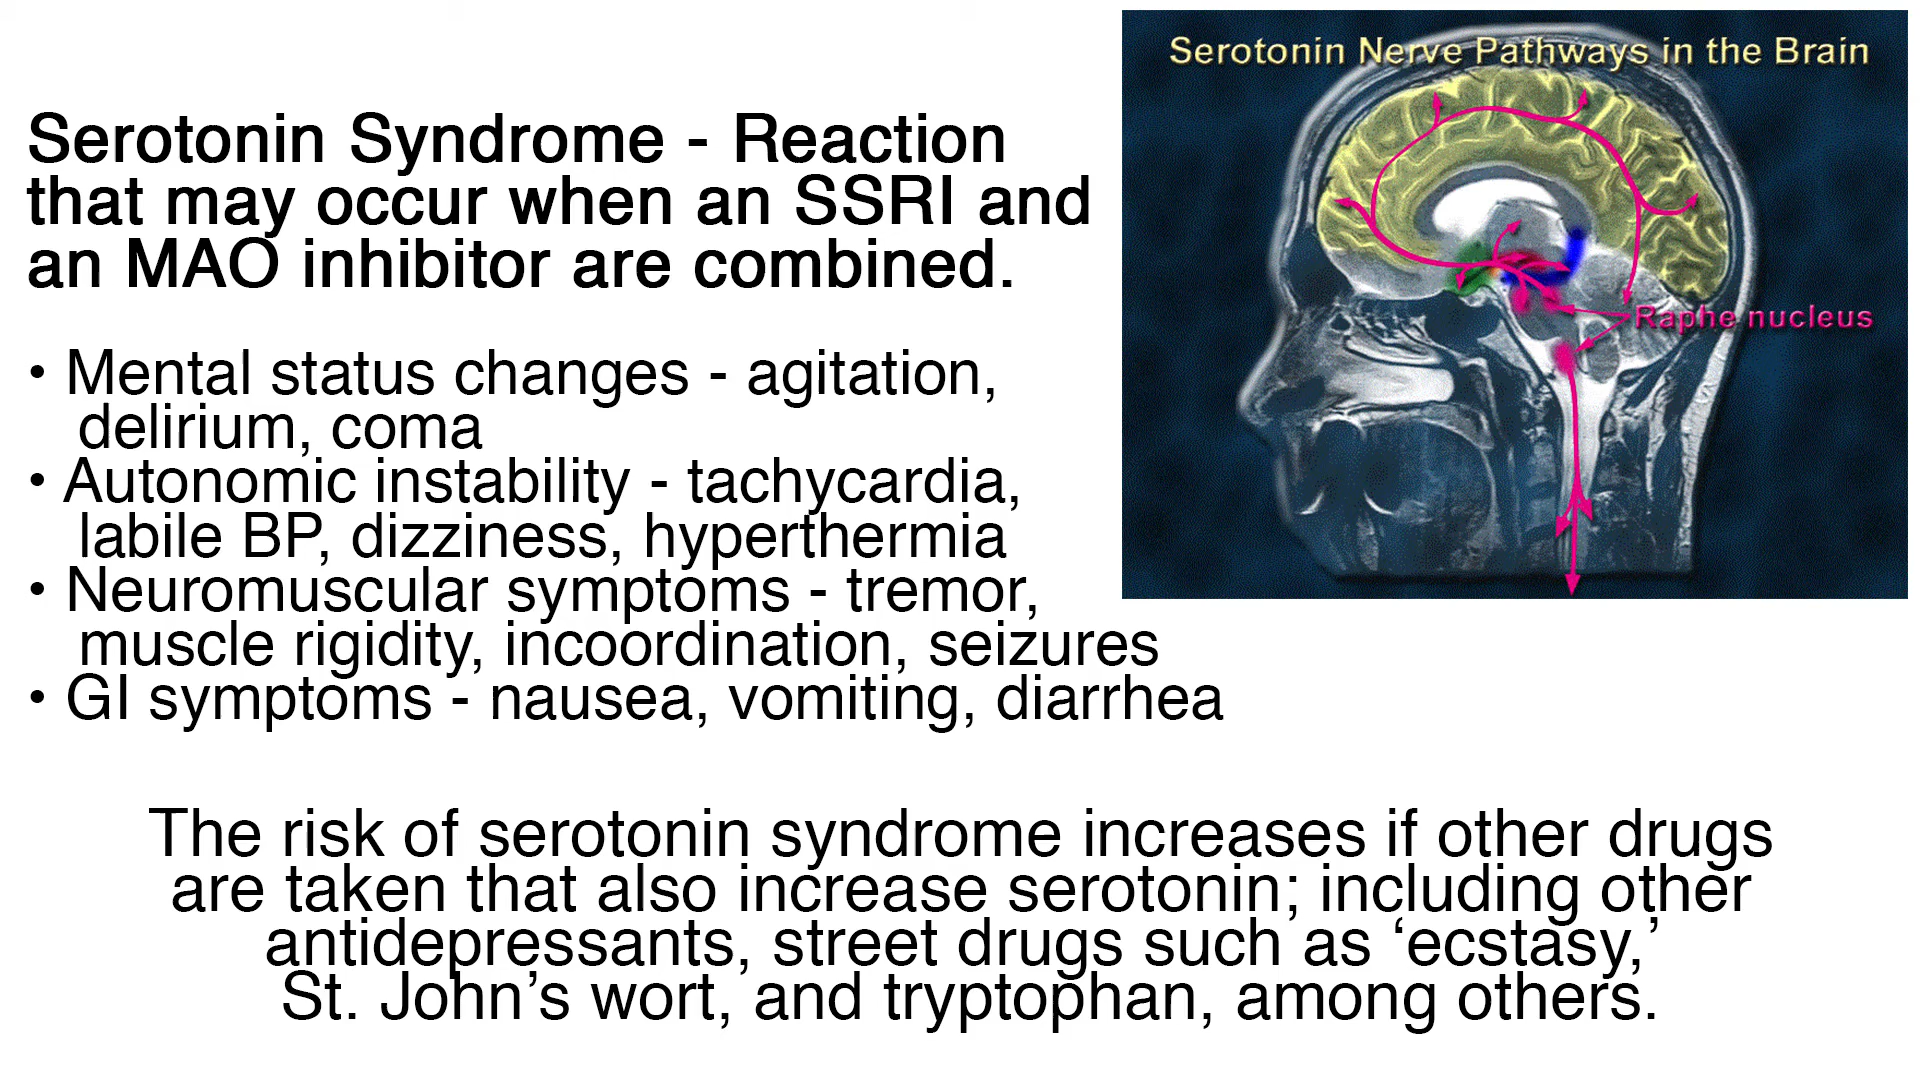 Serotonin Nerve Pathways in the Brain
Serotonin Syndrome - Reaction
that may occur when an SSRI and
an MAO inhibitor are combined.
Raphe nucleus
• Mental status changes - agitation,
delirium, coma
• Autonomic instability - tachycardia,
labile BP, dizziness, hyperthermia
• Neuromuscular symptoms - tremor,
muscle rigidity, incoordination, seizures
• GI symptoms - nausea, vomiting, diarrhea
The risk of serotonin syndrome increases if other drugs
are taken that also increase serotonin; including other
antidepressants, street drugs such as ‘ecstasy,’
St. John’s wort, and tryptophan, among others.